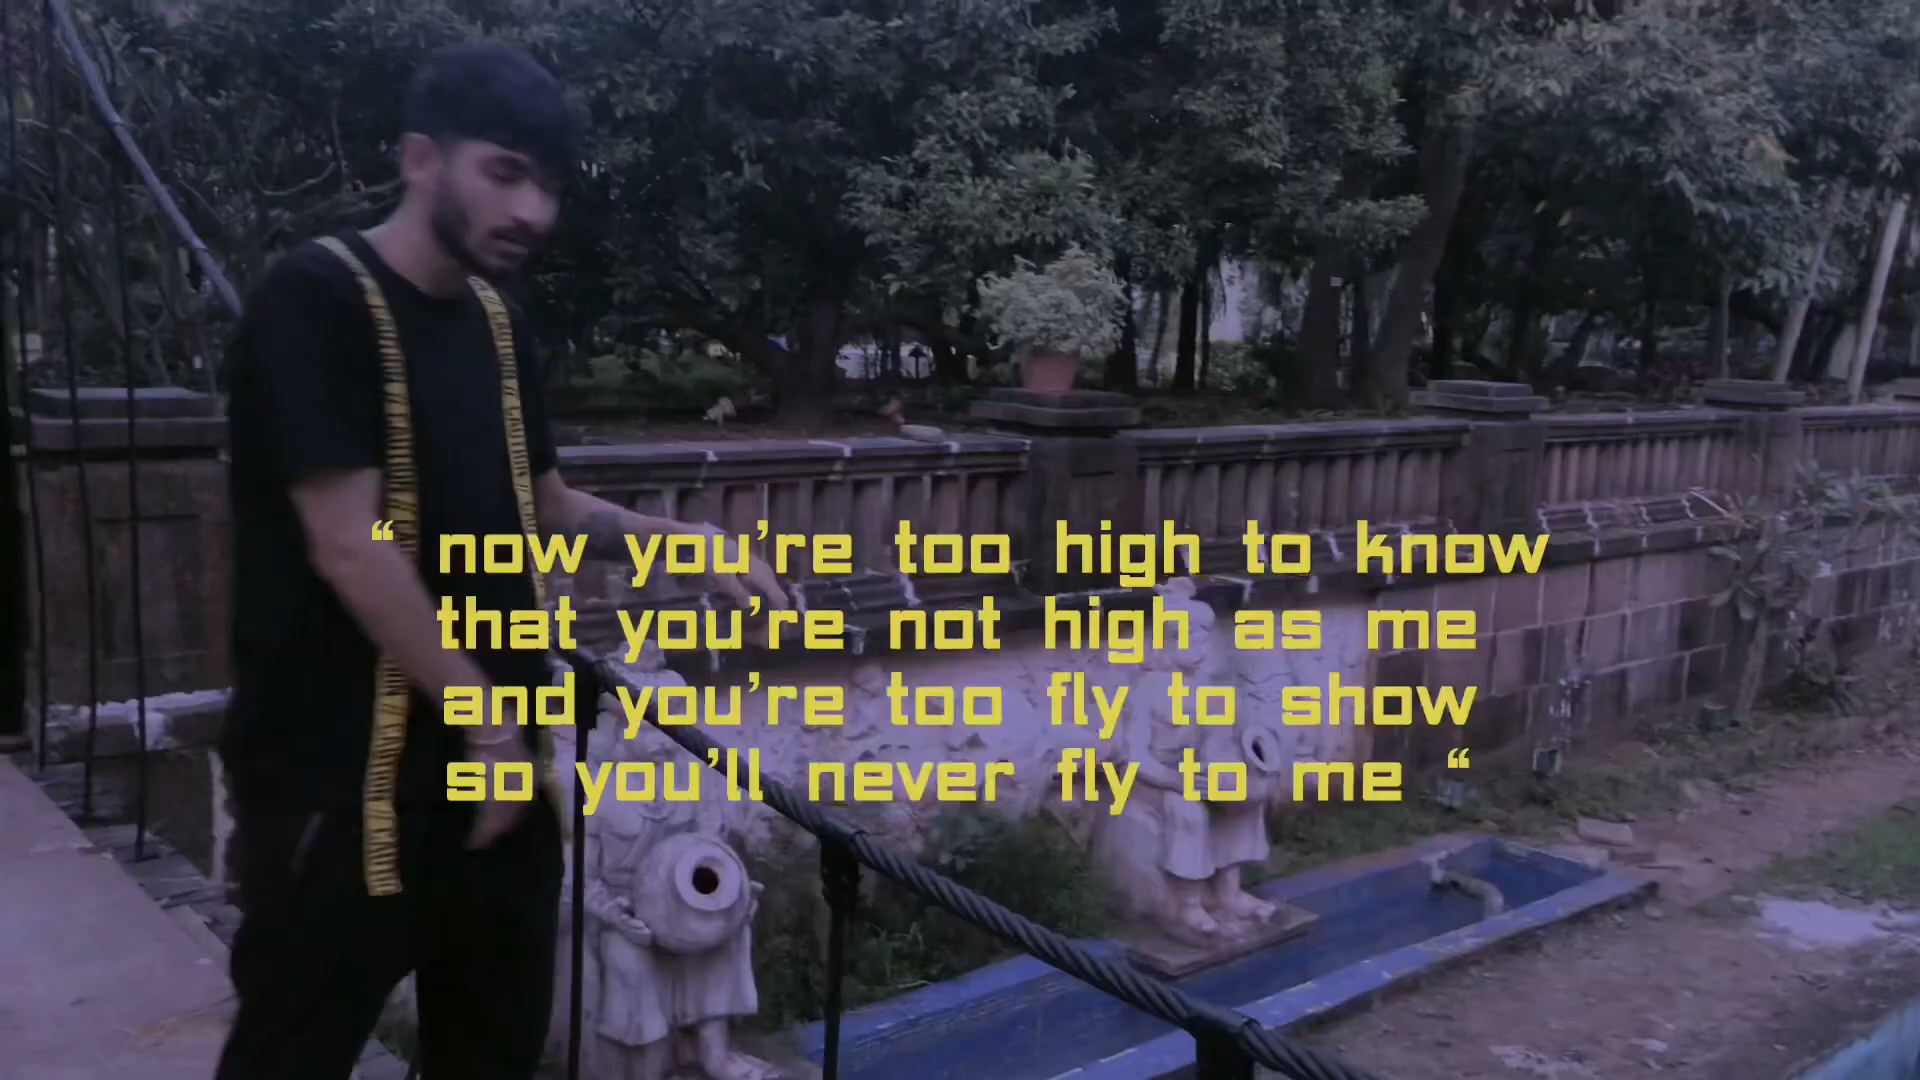 “ now you’re too high to know
that you’re not high as me
and you’re too fly to show
so you’ll never fly to me “